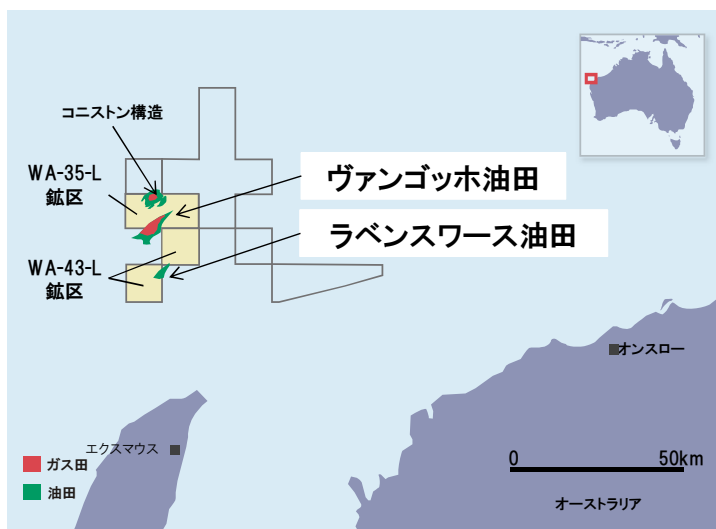 コニストン構造
WA-35-L
鉱区
ヴァンゴッホ油田
ラベンスワース油田
WA-43-L
鉱区
オンスロー
エクスマウス
ガス田
油田
0 50km
オーストラリア